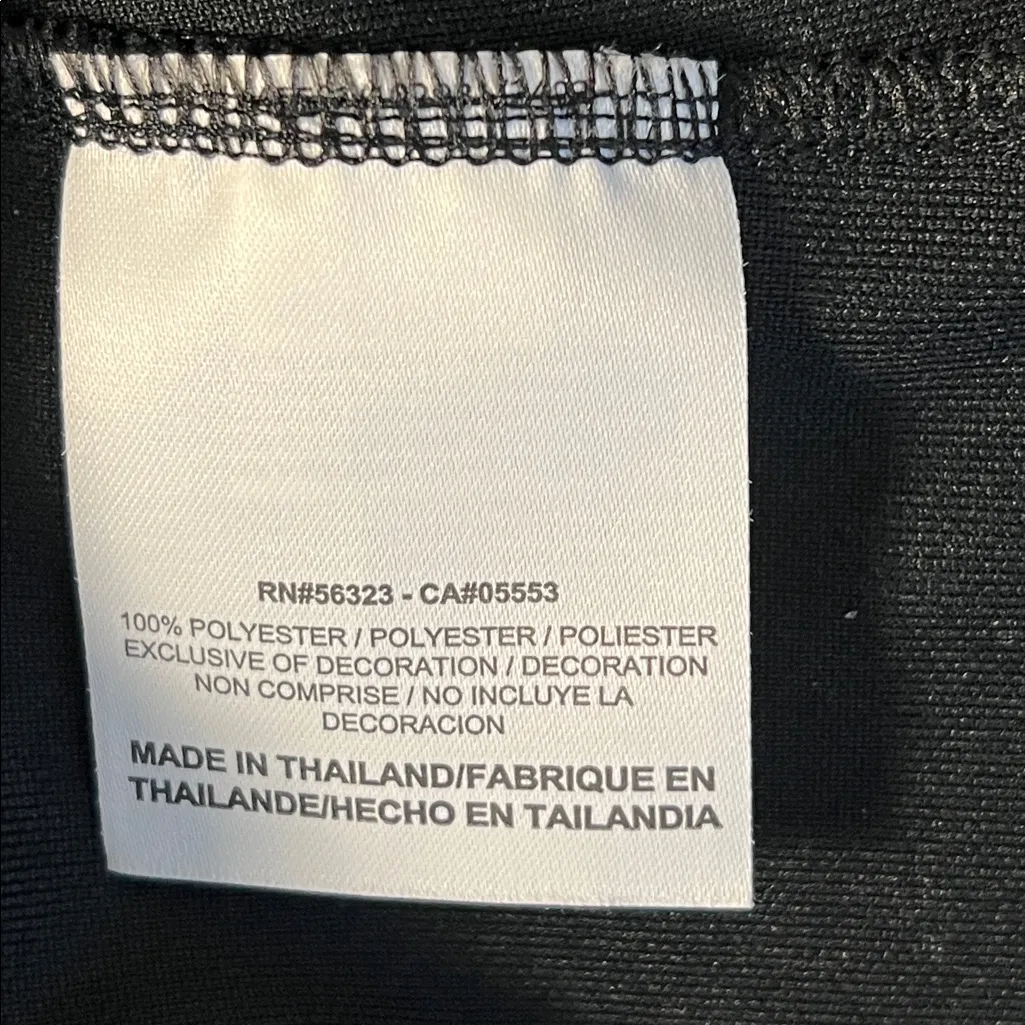 RN#56323 - CA#05553
100% POLYESTER / POLYESTER / POLIESTER
EXCLUSIVE OF DECORATION / DECORATION
NON COMPRISE / NO INCLUYE LA
DECORACION
MADE IN THAILAND/FABRIQUE EN
THAILANDE/HECHO EN TAILANDIA